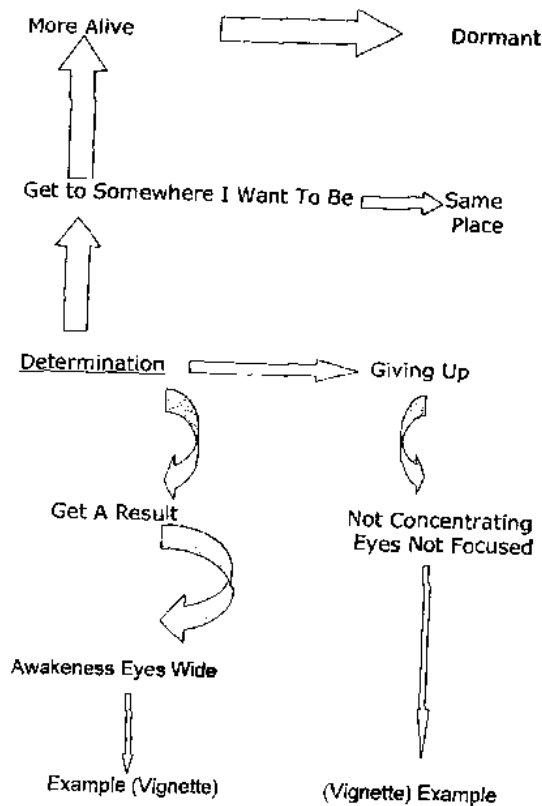 More Alive
Dormant
Get to Somewhere I Want To Be
Same
Place
Determination
Giving Up
Get A Result
Not Concentrating
Eyes Not Focused
Awakeness Eyes Wide
Example (Vignette)
(Vignette) Example